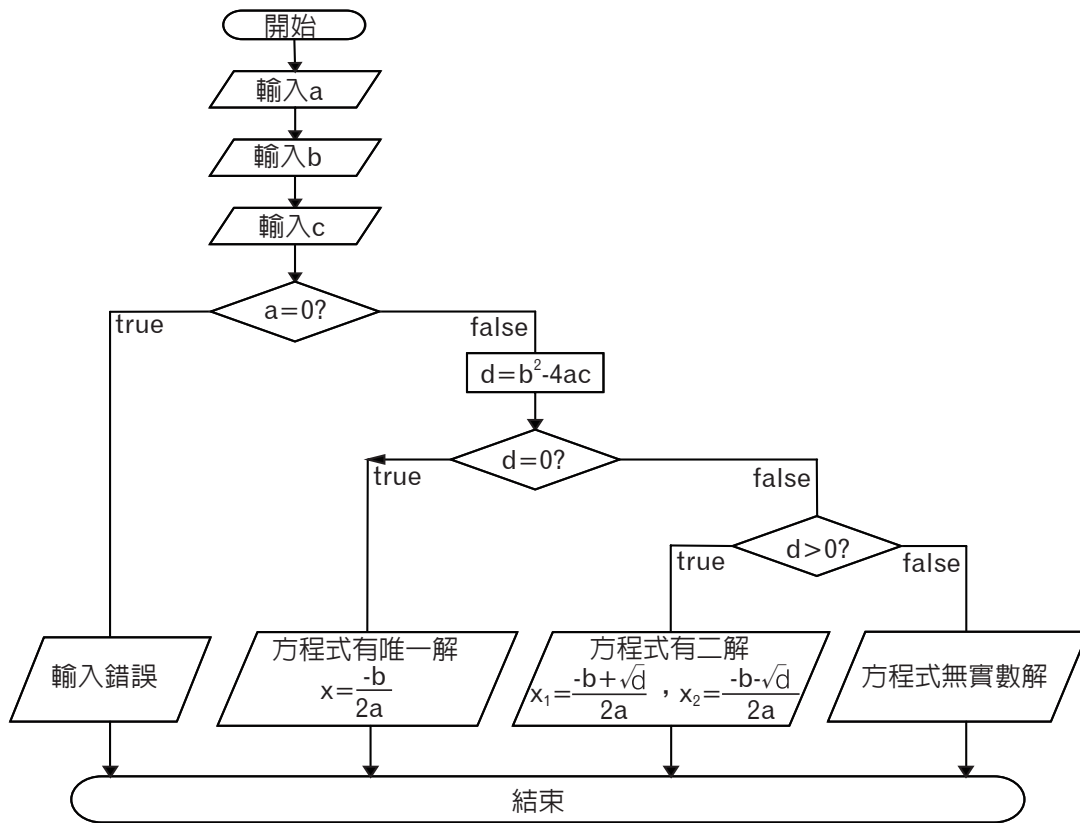 開始
輸入a
輸入b
輸入c
a=0?
true
false
d=b²-4ac
d=0?
true
false
d>0?
true
false
輸入錯誤
方程式有唯一解
x=-b/2a
方程式有二解
x₁=-b+√d/2a , x₂=-b-√d/2a
方程式無實數解
結束